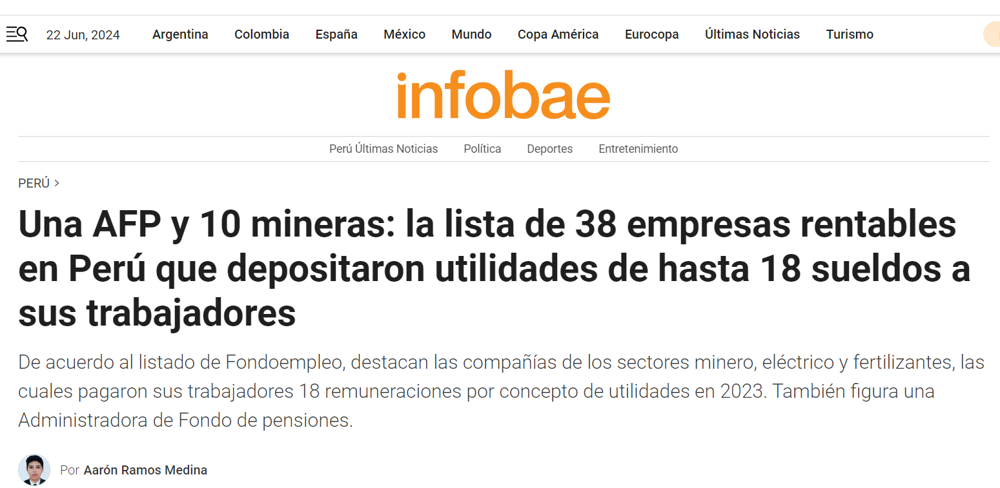 22 Jun, 2024 Argentina Colombia España México Mundo Copa América Eurocopa Últimas Noticias Turismo
infobae
Perú Últimas Noticias Política Deportes Entretenimiento
PERÚ >
Una AFP y 10 mineras: la lista de 38 empresas rentables
en Perú que depositaron utilidades de hasta 18 sueldos a
sus trabajadores
De acuerdo al listado de Fondoempleo, destacan las compañías de los sectores minero, eléctrico y fertilizantes, las
cuales pagaron sus trabajadores 18 remuneraciones por concepto de utilidades en 2023. También figura una
Administradora de Fondo de pensiones.
Por Aarón Ramos Medina